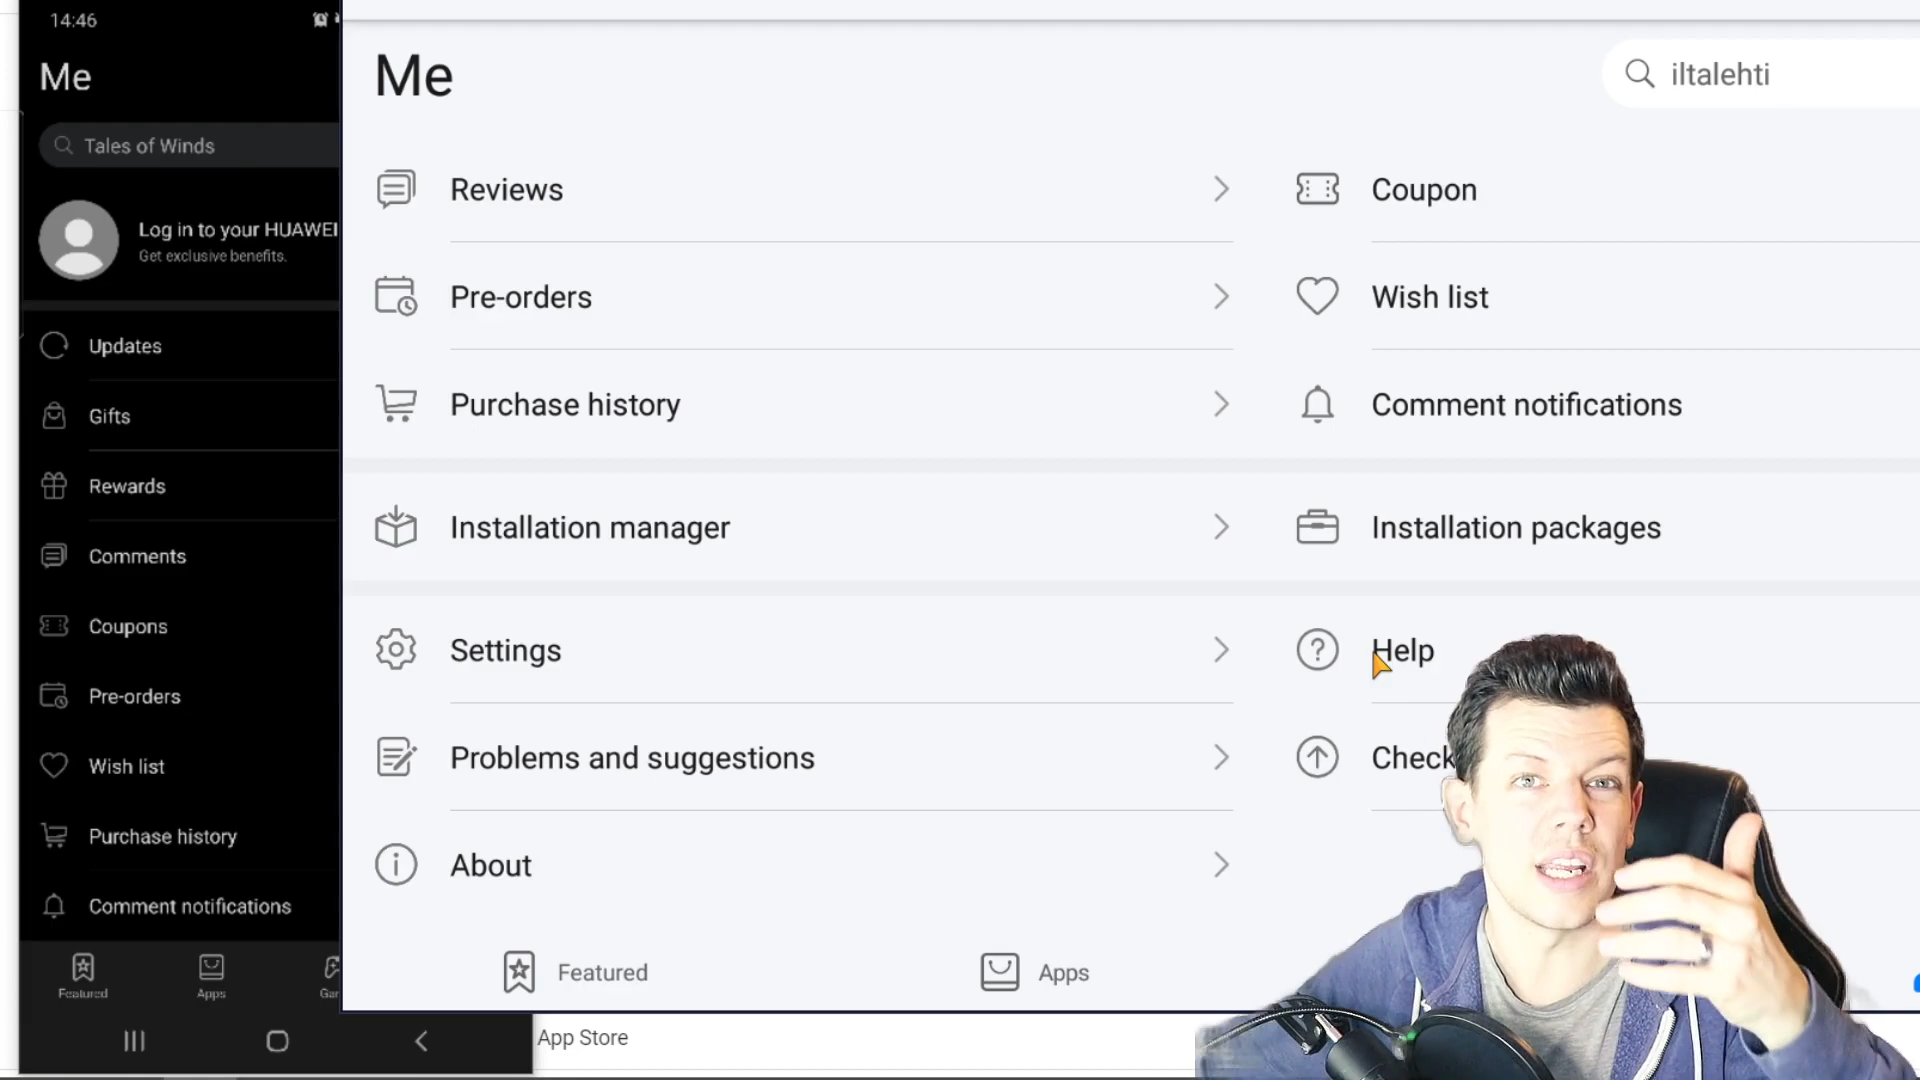 14:46
Me
Tales of Winds
Log in to your HUAWEI
Get exclusive benefits.
Updates
Gifts
Rewards
Comments
Coupons
Pre-orders
Wish list
Purchase history
Comment notifications
Featured
Apps
Gar
Me
iltalehti
Reviews
Coupon
Pre-orders
Wish list
Purchase history
Comment notifications
Installation manager
Installation packages
Settings
Help
Problems and suggestions
Check
About
Featured
Apps
App Store